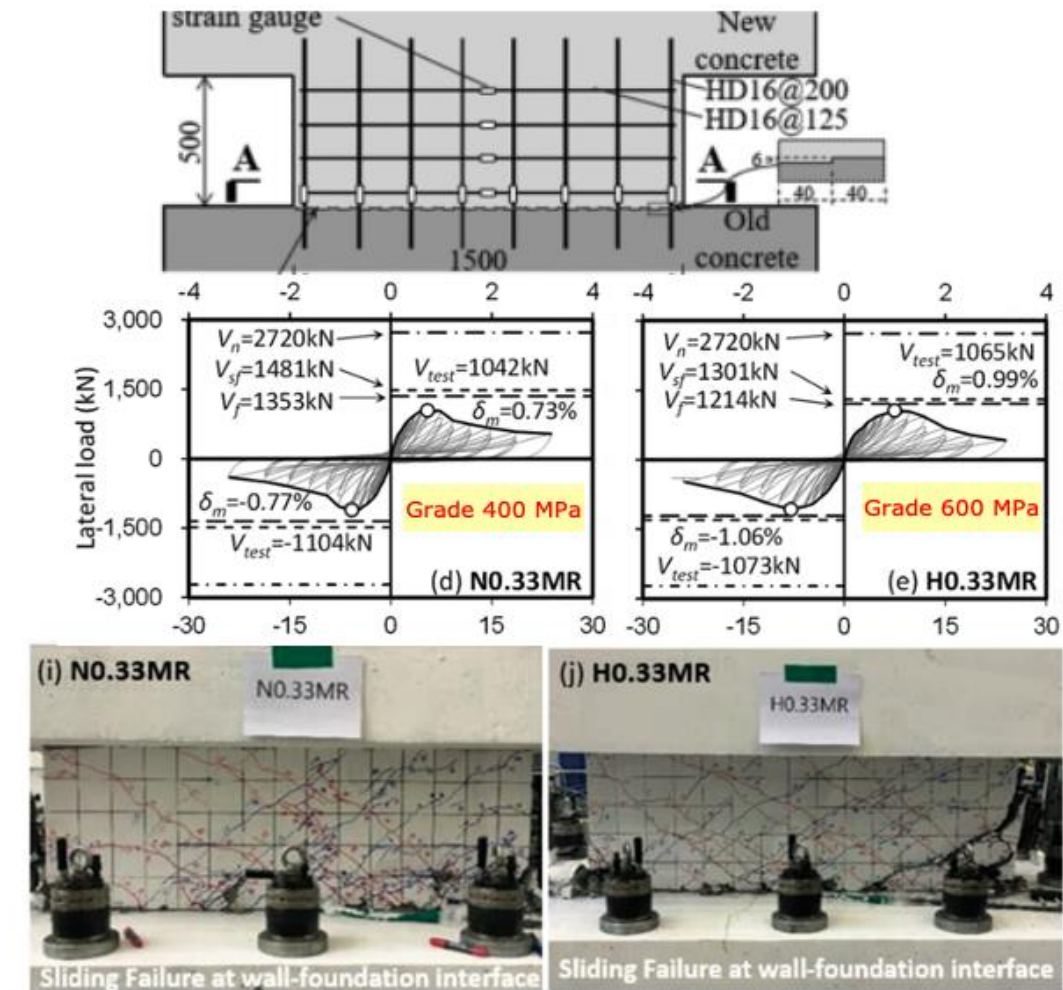 strain gauge
New
concrete
HD16@200
HD16@125
500
A
A
6
40
40
Old
concrete
1500
-4
-2
0
2
4
-4
-2
0
2
4
3,000
1,500
0
-1,500
-3,000
Lateral load (kN)
Vn=2720kN
Vsf=1481kN
Vf=1353kN
Vtest=1042kN
δm=0.73%
δm=-0.77%
Grade 400 MPa
Vtest=-1104kN
(d) N0.33MR
Vn=2720kN
Vsf=1301kN
Vf=1214kN
Vtest=1065kN
δm=0.99%
Grade 600 MPa
δm=-1.06%
Vtest=-1073kN
(e) H0.33MR
-30
-15
0
15
30
-30
-15
0
15
30
(i) N0.33MR
N0.33MR
Sliding Failure at wall-foundation interface
(j) H0.33MR
H0.33MR
Sliding Failure at wall-foundation interface